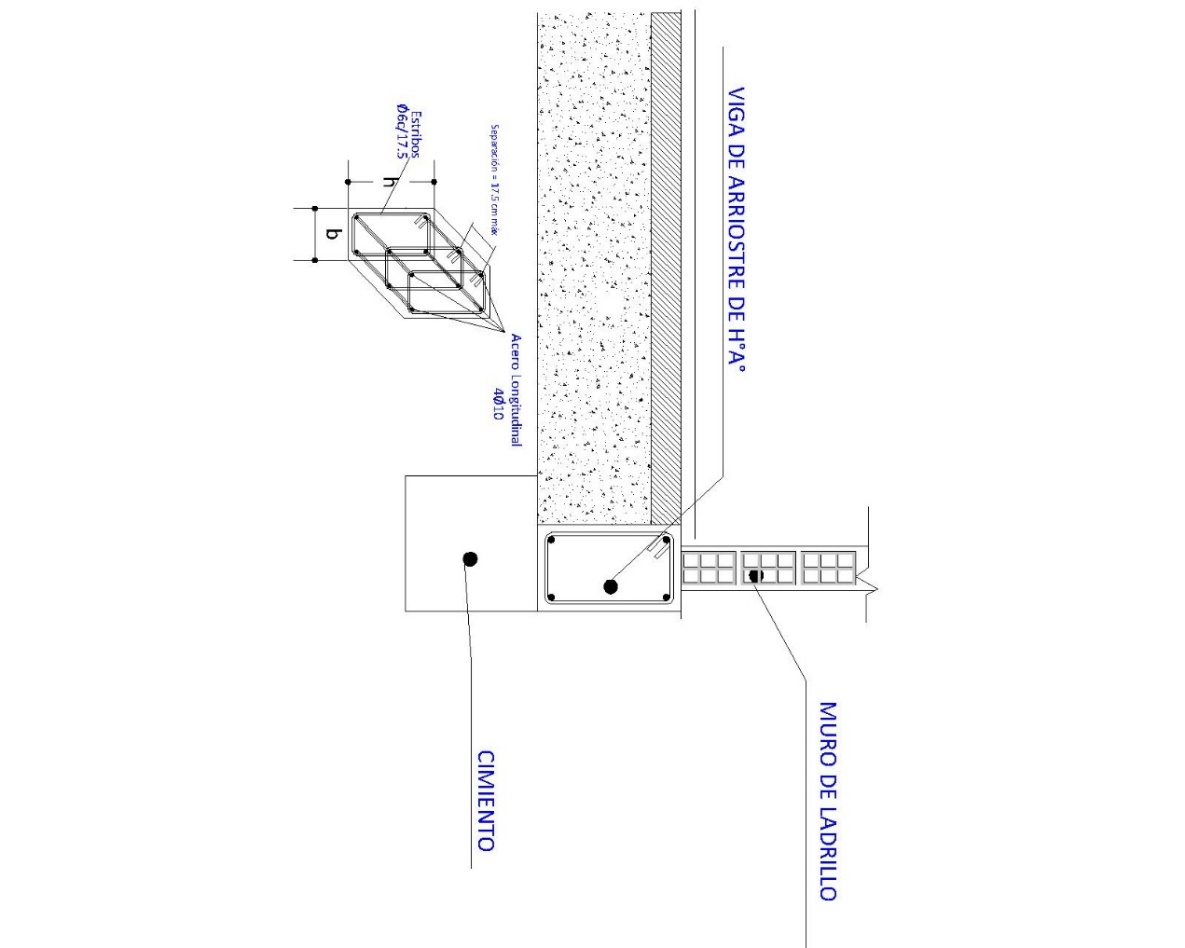 VIGA DE ARRIOSTRE DE H°A°
Separación = 17.5 cm máx
Estribos
Ø6c/17.5
h
b
Acero Longitudinal
4Ø10
MURO DE LADRILLO
CIMIENTO